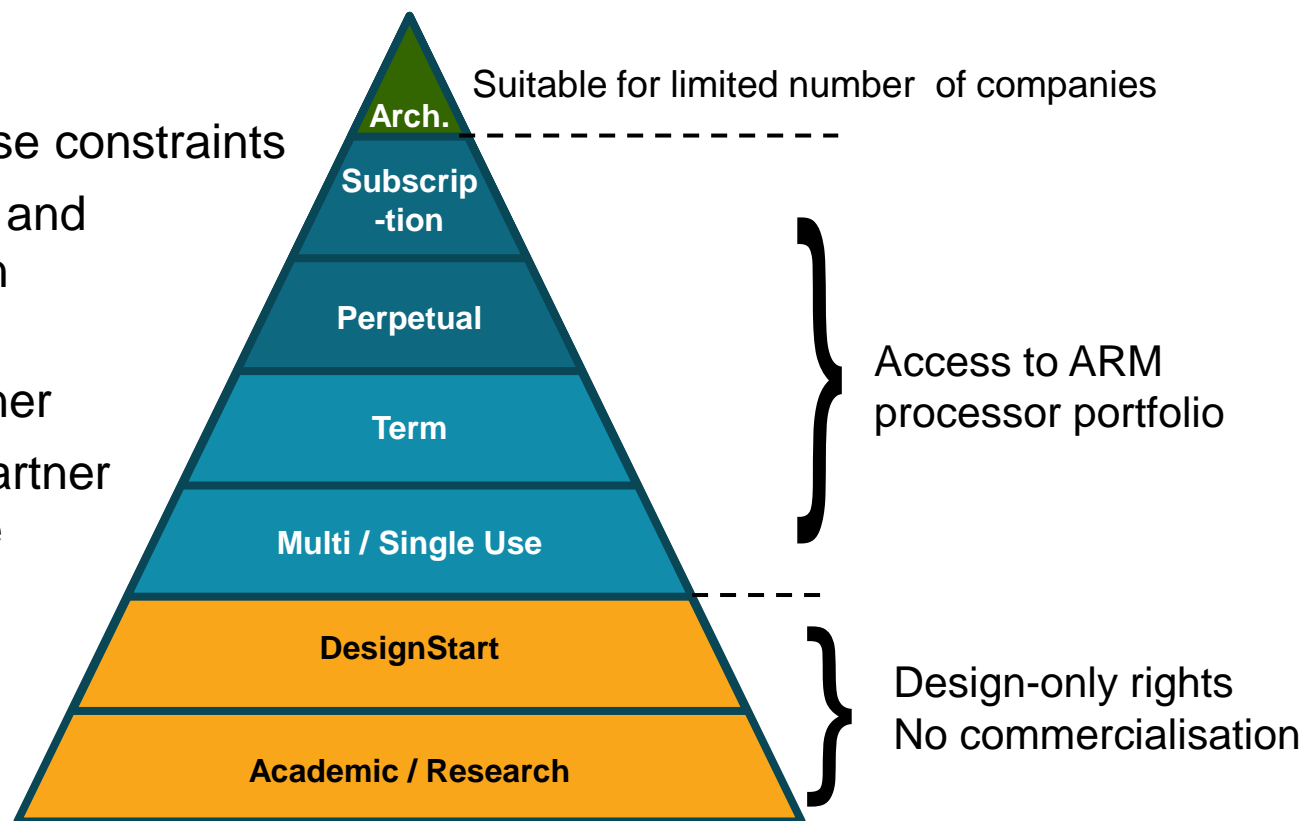 Suitable for limited number of companies
Arch.
se constraints
Subscrip
-tion
and
Perpetual
Access to ARM
processor portfolio
ner
Term
artner
Multi / Single Use
DesignStart
Design-only rights
No commercialisation
Academic / Research